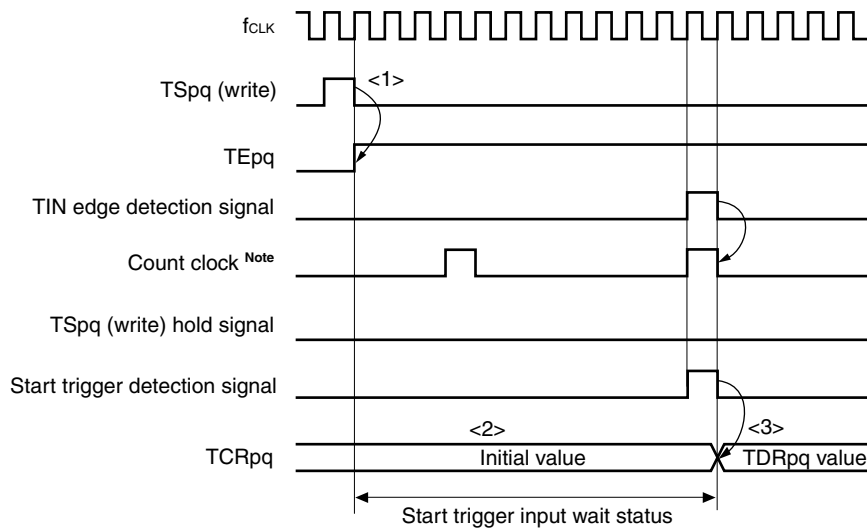 fCLK
TSpq (write)
<1>
TEpq
TIN edge detection signal
Count clock Note
TSpq (write) hold signal
Start trigger detection signal
<2>
<3>
TCRpq
Initial value
TDRpq value
Start trigger input wait status